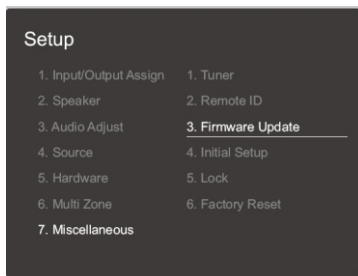 Setup
1. Input/Output Assign
2. Speaker
3. Audio Adjust
4. Source
5. Hardware
6. Multi Zone
7. Miscellaneous
1. Tuner
2. Remote ID
3. Firmware Update
4. Initial Setup
5. Lock
6. Factory Reset